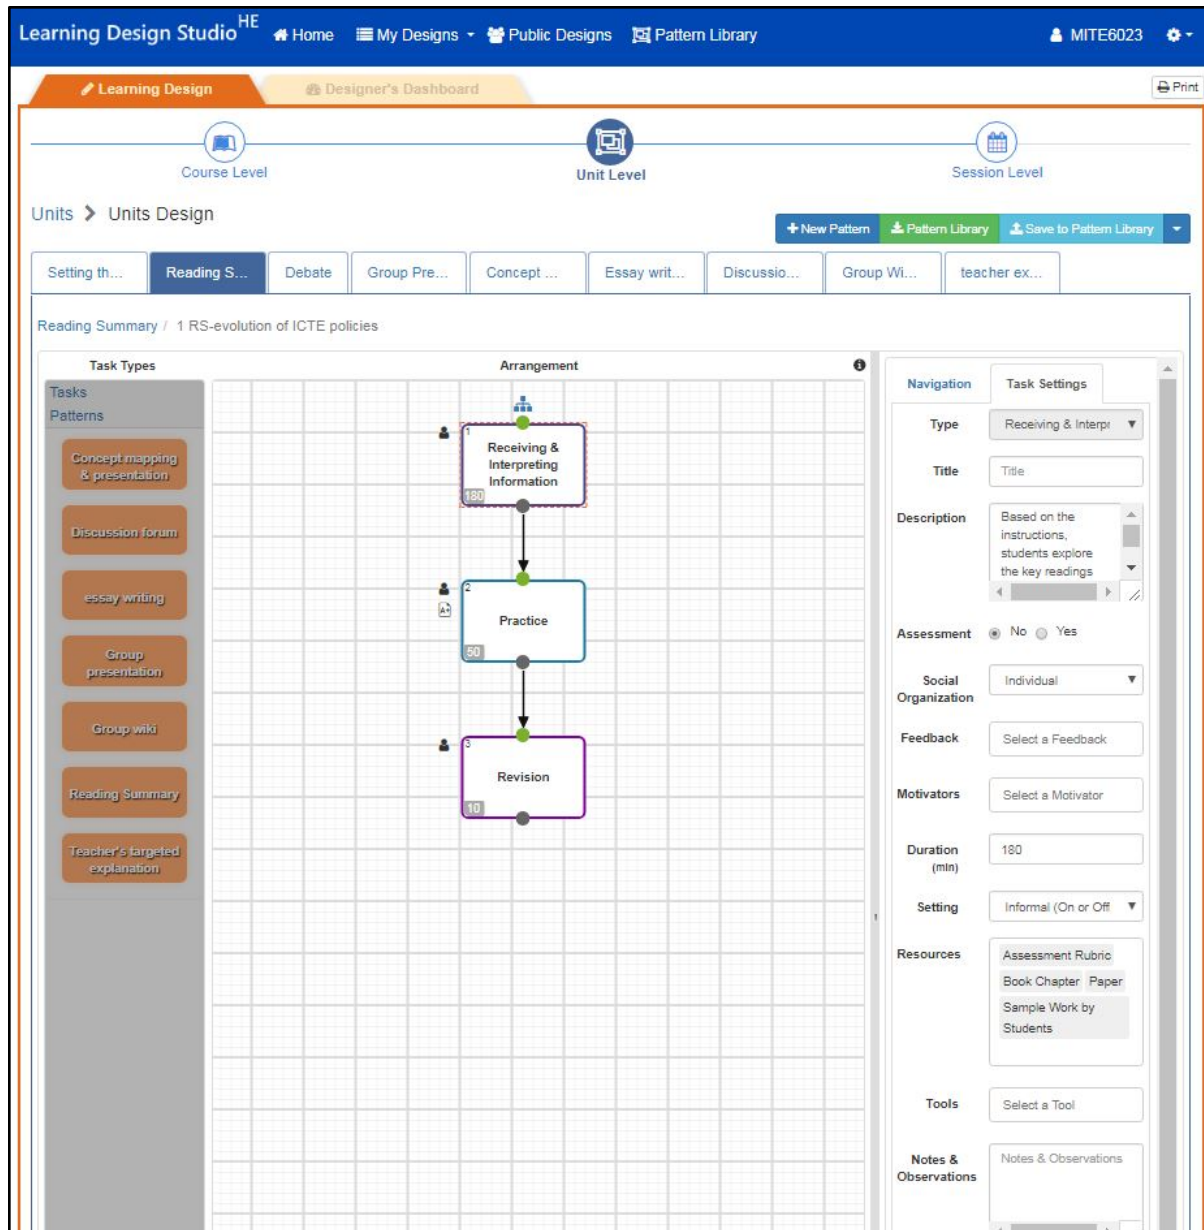 Learning Design Studio HE Home My Designs Public Designs Pattern Library MITE6023
Learning Design Designer's Dashboard Print
Course Level Unit Level Session Level
Units > Units Design
+ New Pattern Pattern Library Save to Pattern Library
Setting th... Reading S... Debate Group Pre... Concept ... Essay writ... Discussio... Group Wi... teacher ex...
Reading Summary / 1 RS-evolution of ICTE policies
Task Types
Tasks
Patterns
Concept mapping
& presentation
Discussion forum
essay writing
Group
presentation
Group wiki
Reading Summary
Teacher's targeted
explanation
Arrangement
1
Receiving &
Interpreting
Information
180
2
A+
Practice
50
3
Revision
10
Navigation Task Settings
Type Receiving & Interpr
Title Title
Description Based on the
instructions,
students explore
the key readings
Assessment No Yes
Social
Organization
Individual
Feedback Select a Feedback
Motivators Select a Motivator
Duration
(min)
180
Setting Informal (On or Off
Resources Assessment Rubric
Book Chapter Paper
Sample Work by
Students
Tools Select a Tool
Notes &
Observations
Notes & Observations